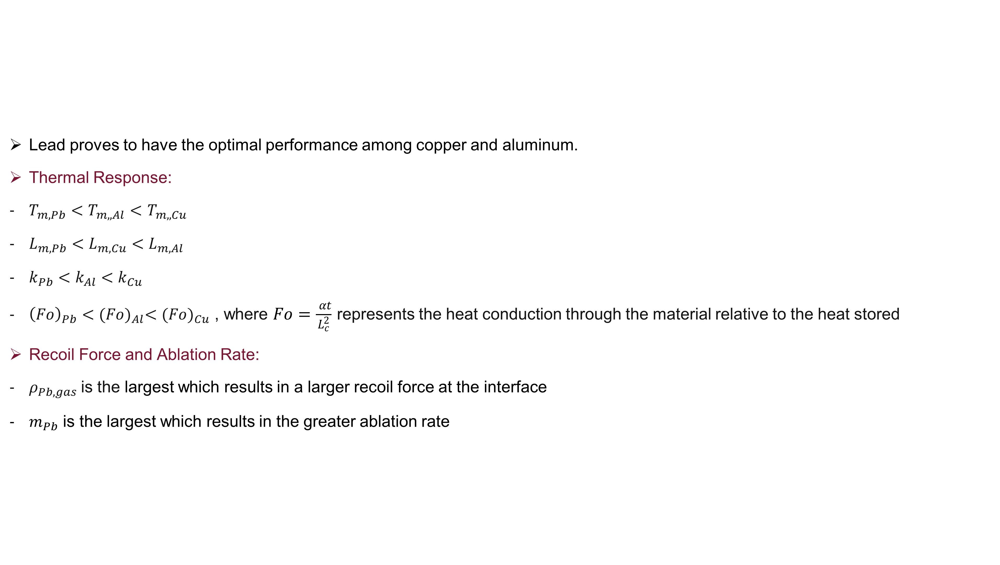 ➢ Lead proves to have the optimal performance among copper and aluminum.
➢ Thermal Response:
- $T_{m,Pb} < T_{m,,Al} < T_{m,,Cu}$
- $L_{m,Pb} < L_{m,Cu} < L_{m,Al}$
- $k_{Pb} < k_{Al} < k_{Cu}$
- $(Fo)_{Pb} < (Fo)_{Al} < (Fo)_{Cu}$ , where $Fo = \frac{\alpha t}{L_c^2}$ represents the heat conduction through the material relative to the heat stored
➢ Recoil Force and Ablation Rate:
- $\rho_{Pb,gas}$ is the largest which results in a larger recoil force at the interface
- $m_{Pb}$ is the largest which results in the greater ablation rate